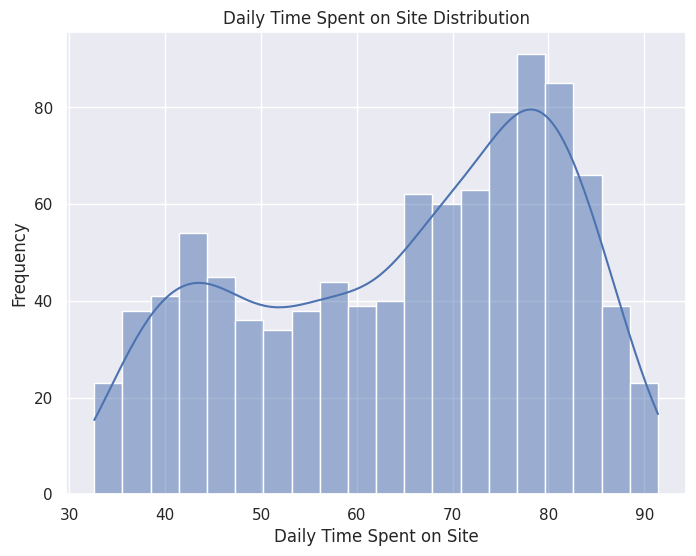 Daily Time Spent on Site Distribution
80
60
40
20
0
Frequency
30 40 50 60 70 80 90
Daily Time Spent on Site